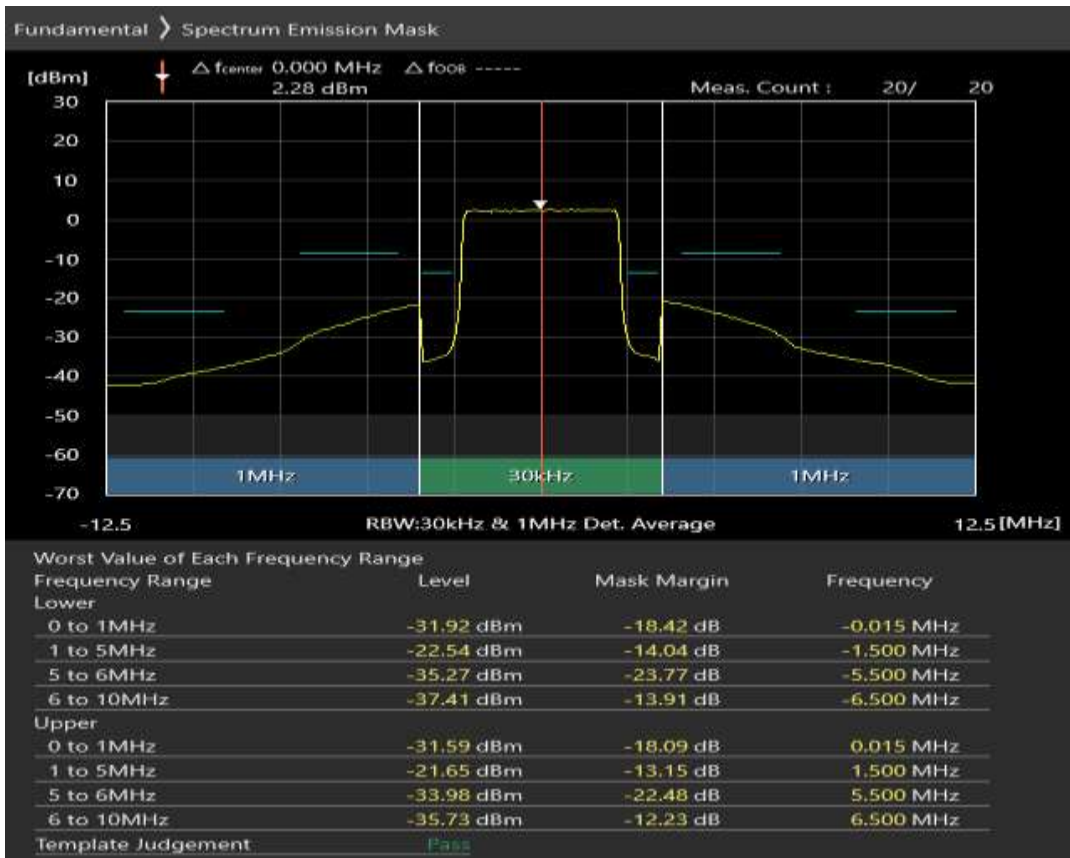 Fundamental ❯ Spectrum Emission Mask
[dBm] △ fcenter 0.000 MHz △ fOOB -----
2.28 dBm Meas. Count : 20/ 20
30
20
10
0
-10
-20
-30
-40
-50
-60
-70
1MHz 30kHz 1MHz
-12.5 RBW:30kHz & 1MHz Det. Average 12.5 [MHz]
Worst Value of Each Frequency Range
Frequency Range Level Mask Margin Frequency
Lower
0 to 1MHz -31.92 dBm -18.42 dB -0.015 MHz
1 to 5MHz -22.54 dBm -14.04 dB -1.500 MHz
5 to 6MHz -35.27 dBm -23.77 dB -5.500 MHz
6 to 10MHz -37.41 dBm -13.91 dB -6.500 MHz
Upper
0 to 1MHz -31.59 dBm -18.09 dB 0.015 MHz
1 to 5MHz -21.65 dBm -13.15 dB 1.500 MHz
5 to 6MHz -33.98 dBm -22.48 dB 5.500 MHz
6 to 10MHz -35.73 dBm -12.23 dB 6.500 MHz
Template Judgement Pass